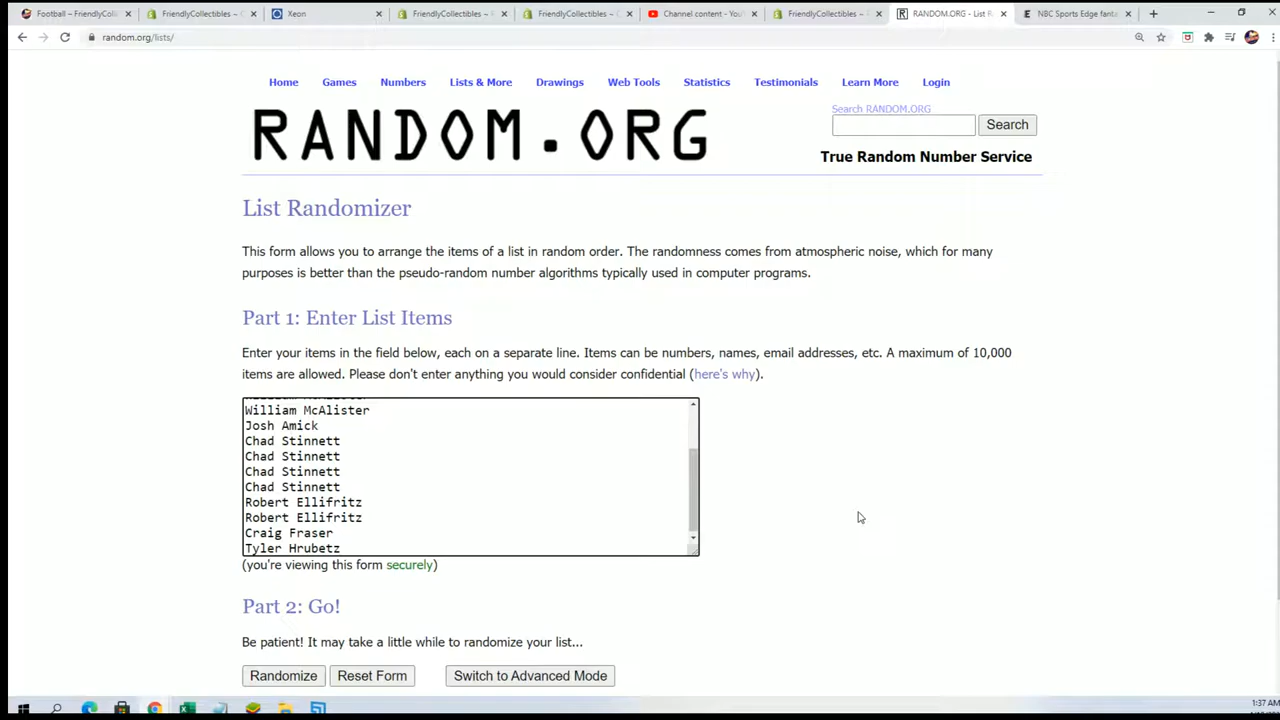 Football – FriendlyColl
FriendlyCollectibles ~
Xeon
FriendlyCollectibles ~
FriendlyCollectibles ~
Channel content - You
FriendlyCollectibles ~
RANDOM.ORG - List R
NBC Sports Edge fanta
random.org/lists/
Home Games Numbers Lists & More Drawings Web Tools Statistics Testimonials Learn More Login
RANDOM.ORG
Search RANDOM.ORG
Search
True Random Number Service
List Randomizer
This form allows you to arrange the items of a list in random order. The randomness comes from atmospheric noise, which for many
purposes is better than the pseudo-random number algorithms typically used in computer programs.
Part 1: Enter List Items
Enter your items in the field below, each on a separate line. Items can be numbers, names, email addresses, etc. A maximum of 10,000
items are allowed. Please don't enter anything you would consider confidential (here's why).
William McAlister
Josh Amick
Chad Stinnett
Chad Stinnett
Chad Stinnett
Chad Stinnett
Robert Ellifritz
Robert Ellifritz
Craig Fraser
Tyler Hrubetz
(you're viewing this form securely)
Part 2: Go!
Be patient! It may take a little while to randomize your list...
Randomize Reset Form Switch to Advanced Mode
1:37 AM